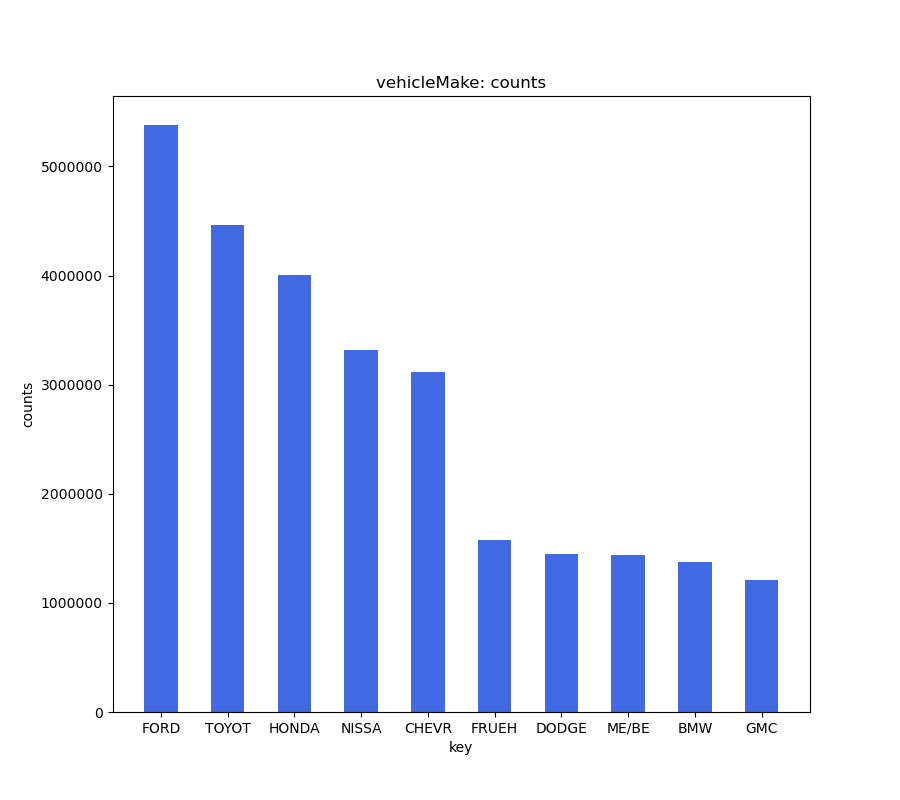 vehicleMake: counts
5000000
4000000
3000000
2000000
1000000
0
counts
FORD TOYOT HONDA NISSA CHEVR FRUEH DODGE ME/BE BMW GMC
key